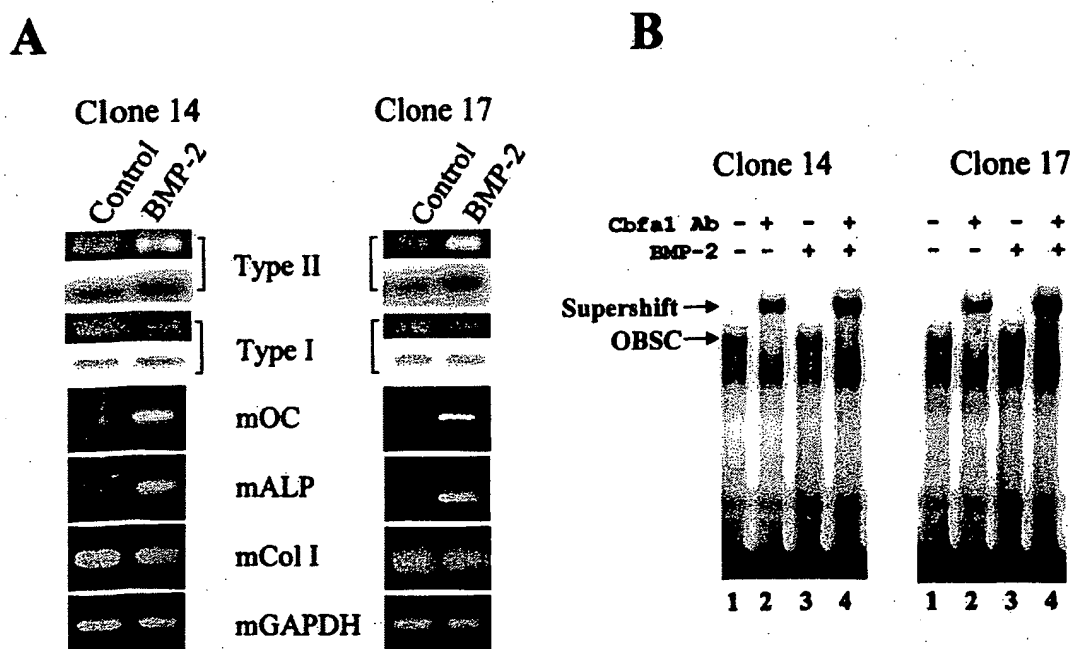 A
Clone 14
Clone 17
Control
BMP-2
Control
BMP-2
Type II
Type I
mOC
mALP
mCol I
mGAPDH
B
Clone 14
Clone 17
Cbfa1 Ab - + - + - + - +
BMP-2 - - + + - - + +
Supershift
OBSC
1 2 3 4 1 2 3 4